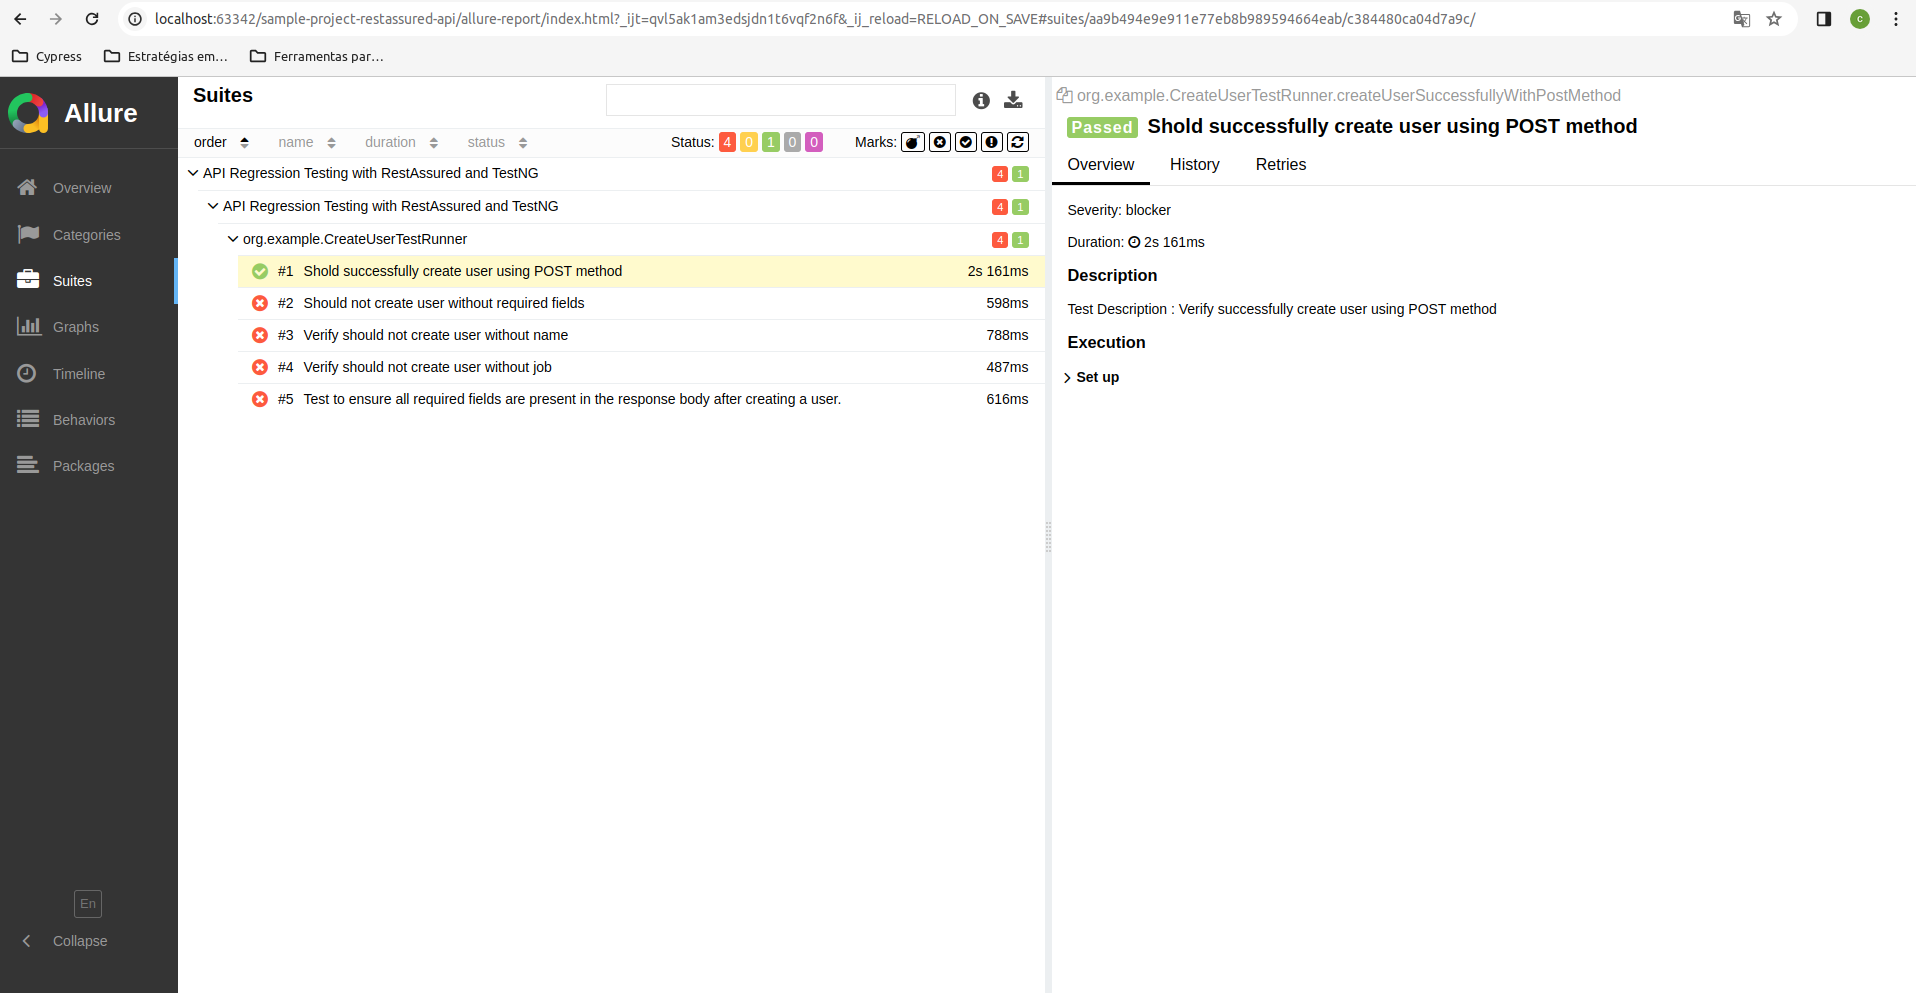 localhost:63342/sample-project-restassured-api/allure-report/index.html?_ijt=qvl5ak1am3edsjdn1t6vqf2n6f&_ij_reload=RELOAD_ON_SAVE#suites/aa9b494e9e911e77eb8b989594664eab/c384480ca04d7a9c/
c
Cypress Estratégias em... Ferramentas par...
Allure
Overview
Categories
Suites
Graphs
Timeline
Behaviors
Packages
En
Collapse
Suites
order name duration status Status: 4 0 1 0 0 Marks:
API Regression Testing with RestAssured and TestNG 4 1
API Regression Testing with RestAssured and TestNG 4 1
org.example.CreateUserTestRunner 4 1
#1 Shold successfully create user using POST method 2s 161ms
#2 Should not create user without required fields 598ms
#3 Verify should not create user without name 788ms
#4 Verify should not create user without job 487ms
#5 Test to ensure all required fields are present in the response body after creating a user. 616ms
org.example.CreateUserTestRunner.createUserSuccessfullyWithPostMethod
Passed Shold successfully create user using POST method
Overview History Retries
Severity: blocker
Duration: 2s 161ms
Description
Test Description : Verify successfully create user using POST method
Execution
Set up